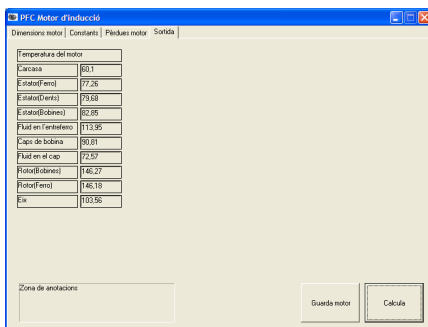 PFC Motor d'inducció
Dimensions motor Constants Pèrdues motor Sortida
Temperatura del motor
Carcasa 60,1
Estator(Ferro) 77,26
Estator(Dents) 79,68
Estator(Bobines) 82,85
Fluid en l'entreferro 113,95
Caps de bobina 90,81
Fluid en el cap 72,57
Rotor(Bobines) 146,27
Rotor(Ferro) 146,18
Eix 103,56
Zona de anotacions
Guarda motor Calcula